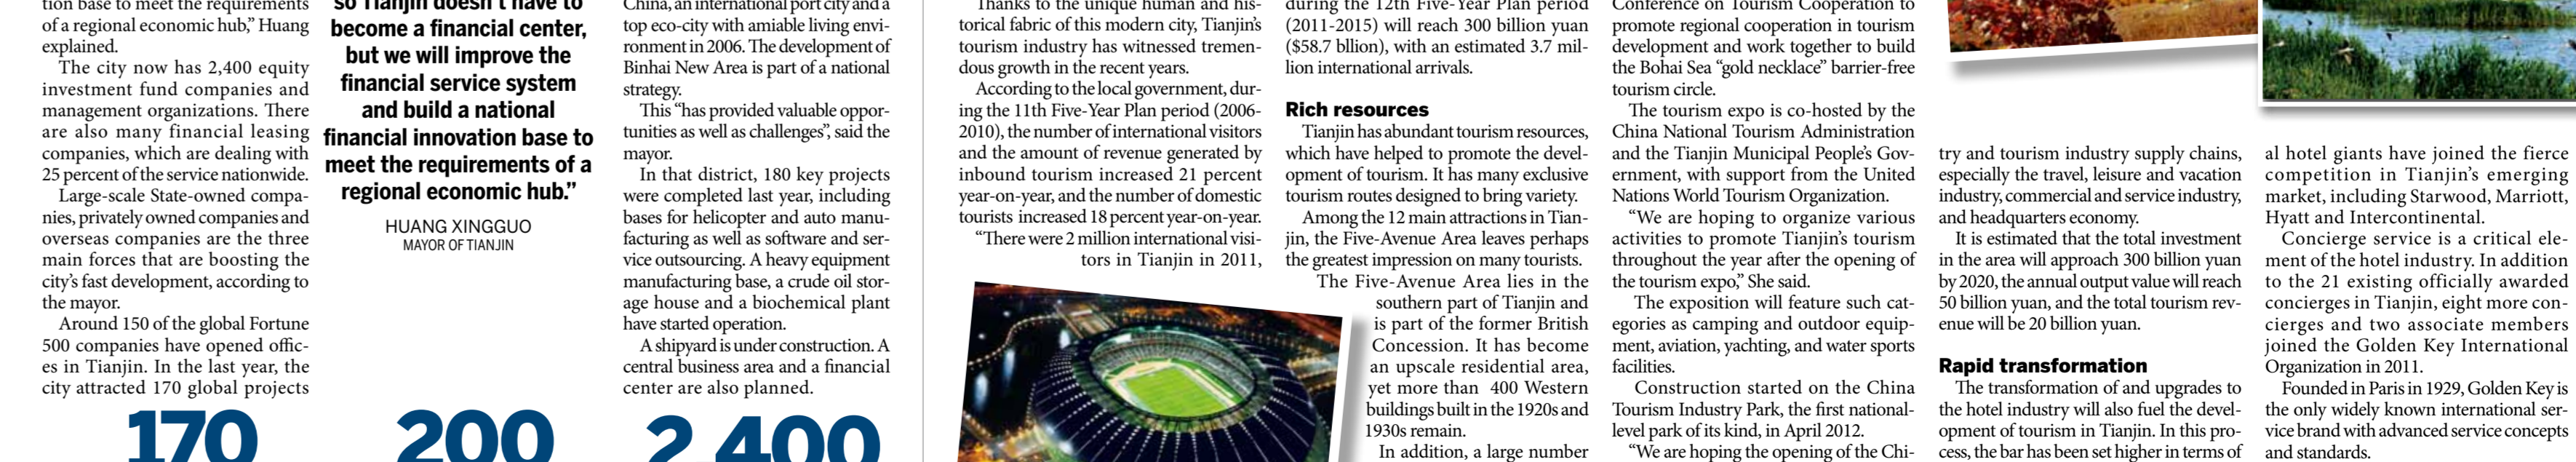 tion base to meet the requirements
of a regional economic hub,” Huang
explained.
The city now has 2,400 equity
investment fund companies and
management organizations. There
are also many financial leasing
companies, which are dealing with
25 percent of the service nationwide.
Large-scale State-owned compa-
nies, privately owned companies and
overseas companies are the three
main forces that are boosting the
city’s fast development, according to
the mayor.
Around 150 of the global Fortune
500 companies have opened offic-
es in Tianjin. In the last year, the
city attracted 170 global projects
170
so Tianjin doesn’t have to
become a financial center,
but we will improve the
financial service system
and build a national
financial innovation base to
meet the requirements of a
regional economic hub.”
HUANG XINGGUO
MAYOR OF TIANJIN
200
China, an international port city and a
top eco-city with amiable living envi-
ronment in 2006. The development of
Binhai New Area is part of a national
strategy.
This “has provided valuable oppor-
tunities as well as challenges”, said the
mayor.
In that district, 180 key projects
were completed last year, including
bases for helicopter and auto manu-
facturing as well as software and ser-
vice outsourcing. A heavy equipment
manufacturing base, a crude oil stor-
age house and a biochemical plant
have started operation.
A shipyard is under construction. A
central business area and a financial
center are also planned.
2,400
Thanks to the unique human and his-
torical fabric of this modern city, Tianjin’s
tourism industry has witnessed tremen-
dous growth in the recent years.
According to the local government, dur-
ing the 11th Five-Year Plan period (2006-
2010), the number of international visitors
and the amount of revenue generated by
inbound tourism increased 21 percent
year-on-year, and the number of domestic
tourists increased 18 percent year-on-year.
“There were 2 million international visi-
tors in Tianjin in 2011,
during the 12th Five-Year Plan period
(2011-2015) will reach 300 billion yuan
($58.7 bllion), with an estimated 3.7 mil-
lion international arrivals.
Rich resources
Tianjin has abundant tourism resources,
which have helped to promote the devel-
opment of tourism. It has many exclusive
tourism routes designed to bring variety.
Among the 12 main attractions in Tian-
jin, the Five-Avenue Area leaves perhaps
the greatest impression on many tourists.
The Five-Avenue Area lies in the
southern part of Tianjin and
is part of the former British
Concession. It has become
an upscale residential area,
yet more than 400 Western
buildings built in the 1920s and
1930s remain.
In addition, a large number
Conference on Tourism Cooperation to
promote regional cooperation in tourism
development and work together to build
the Bohai Sea “gold necklace” barrier-free
tourism circle.
The tourism expo is co-hosted by the
China National Tourism Administration
and the Tianjin Municipal People’s Gov-
ernment, with support from the United
Nations World Tourism Organization.
“We are hoping to organize various
activities to promote Tianjin’s tourism
throughout the year after the opening of
the tourism expo,” She said.
The exposition will feature such cat-
egories as camping and outdoor equip-
ment, aviation, yachting, and water sports
facilities.
Construction started on the China
Tourism Industry Park, the first national-
level park of its kind, in April 2012.
“We are hoping the opening of the Chi-
try and tourism industry supply chains,
especially the travel, leisure and vacation
industry, commercial and service industry,
and headquarters economy.
It is estimated that the total investment
in the area will approach 300 billion yuan
by 2020, the annual output value will reach
50 billion yuan, and the total tourism rev-
enue will be 20 billion yuan.
Rapid transformation
The transformation of and upgrades to
the hotel industry will also fuel the devel-
opment of tourism in Tianjin. In this pro-
cess, the bar has been set higher in terms of
al hotel giants have joined the fierce
competition in Tianjin’s emerging
market, including Starwood, Marriott,
Hyatt and Intercontinental.
Concierge service is a critical ele-
ment of the hotel industry. In addition
to the 21 existing officially awarded
concierges in Tianjin, eight more con-
cierges and two associate members
joined the Golden Key International
Organization in 2011.
Founded in Paris in 1929, Golden Key is
the only widely known international ser-
vice brand with advanced service concepts
and standards.